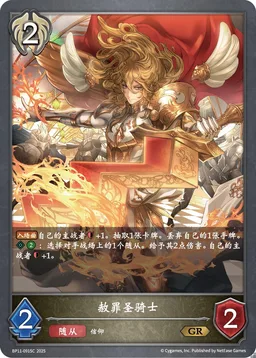 2
入场曲 自己的主战者+1。抽取1张卡牌。丢弃自己的1张手牌。
2：选择对手战场上的1个随从。给予其2点伤害。自己的主
战者+1。
赦罪圣骑士
2
随从 信仰
GR
2
BP12-091SC 2025
© Cygames, Inc. Published by NetEase Games